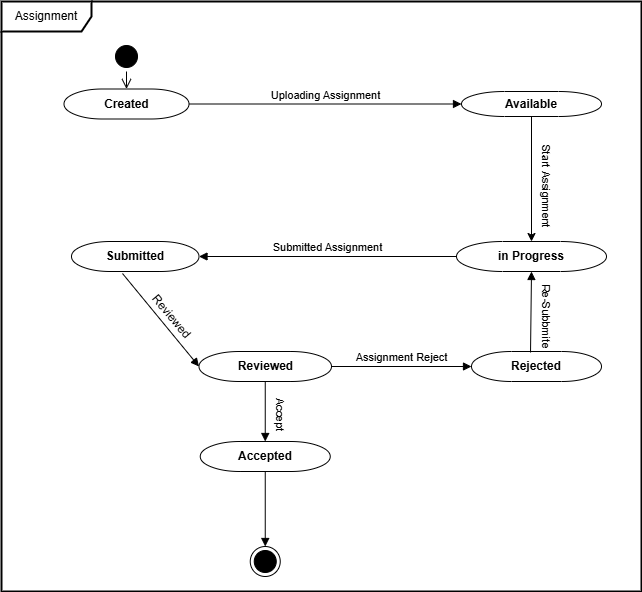 Assignment
Created
Uploading Assignment
Available
Start Assignment
Submitted
Submitted Assignment
in Progress
Reviewed
Re-Subbmite
Reviewed
Assignment Reject
Rejected
Accept
Accepted